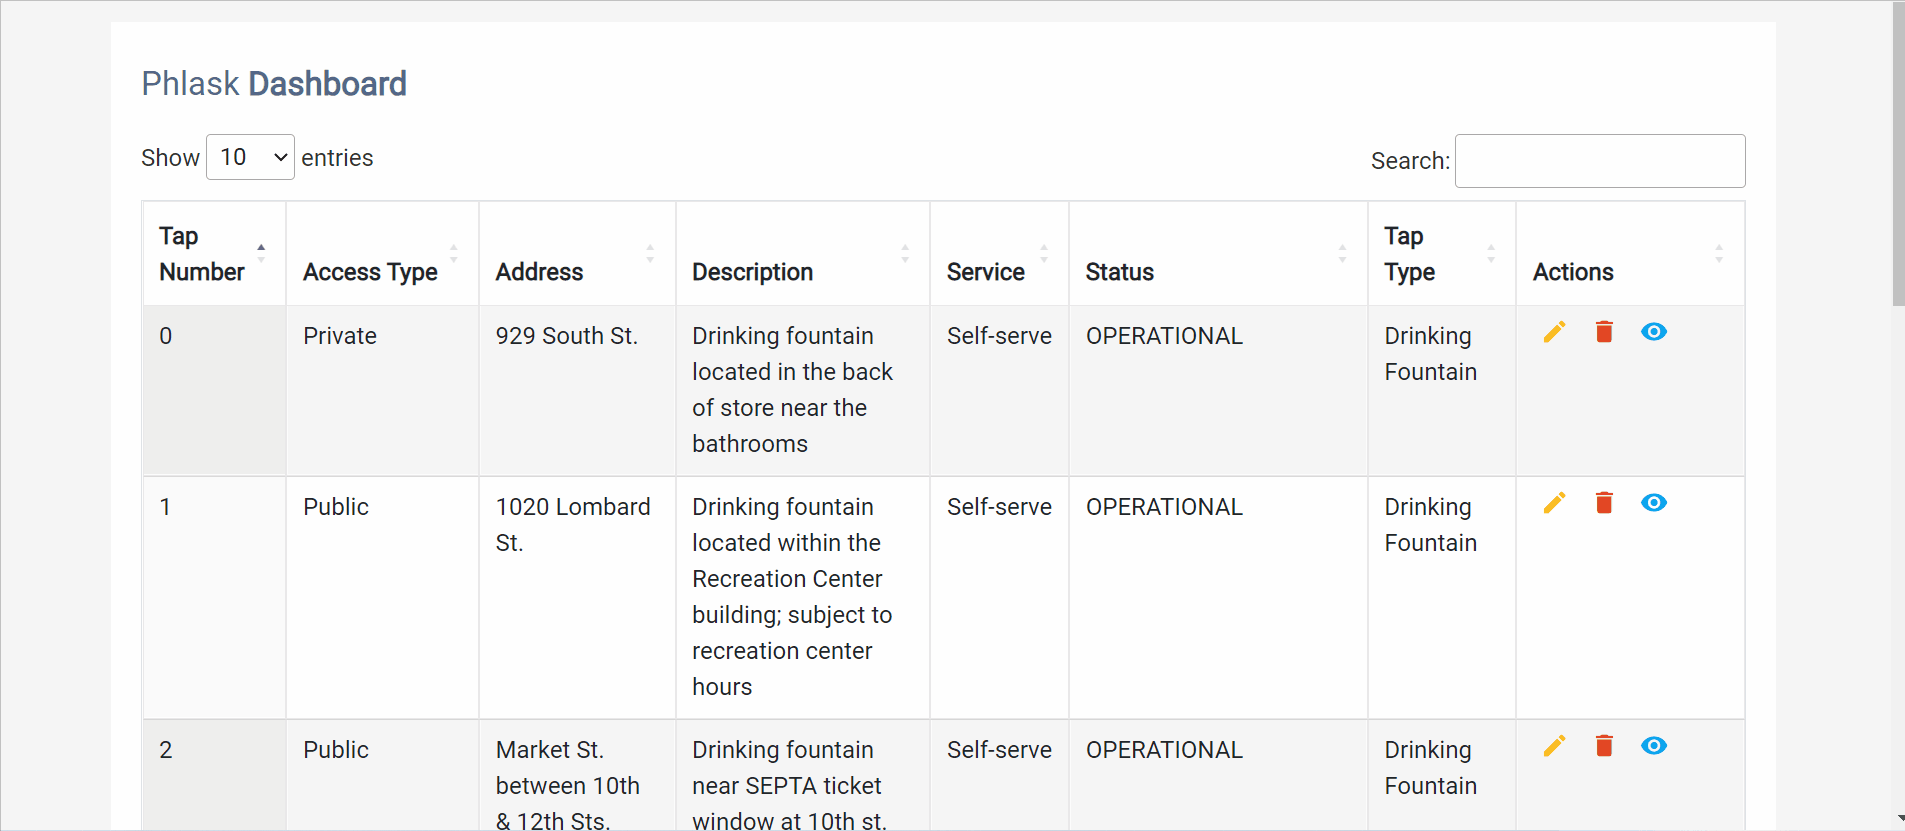 Phlask Dashboard
Show 10 entries
Search:
Tap Number
Access Type
Address
Description
Service
Status
Tap Type
Actions
0
Private
929 South St.
Drinking fountain
located in the back
of store near the
bathrooms
Self-serve
OPERATIONAL
Drinking
Fountain
1
Public
1020 Lombard
St.
Drinking fountain
located within the
Recreation Center
building; subject to
recreation center
hours
Self-serve
OPERATIONAL
Drinking
Fountain
2
Public
Market St.
between 10th
& 12th Sts.
Drinking fountain
near SEPTA ticket
window at 10th st.
Self-serve
OPERATIONAL
Drinking
Fountain